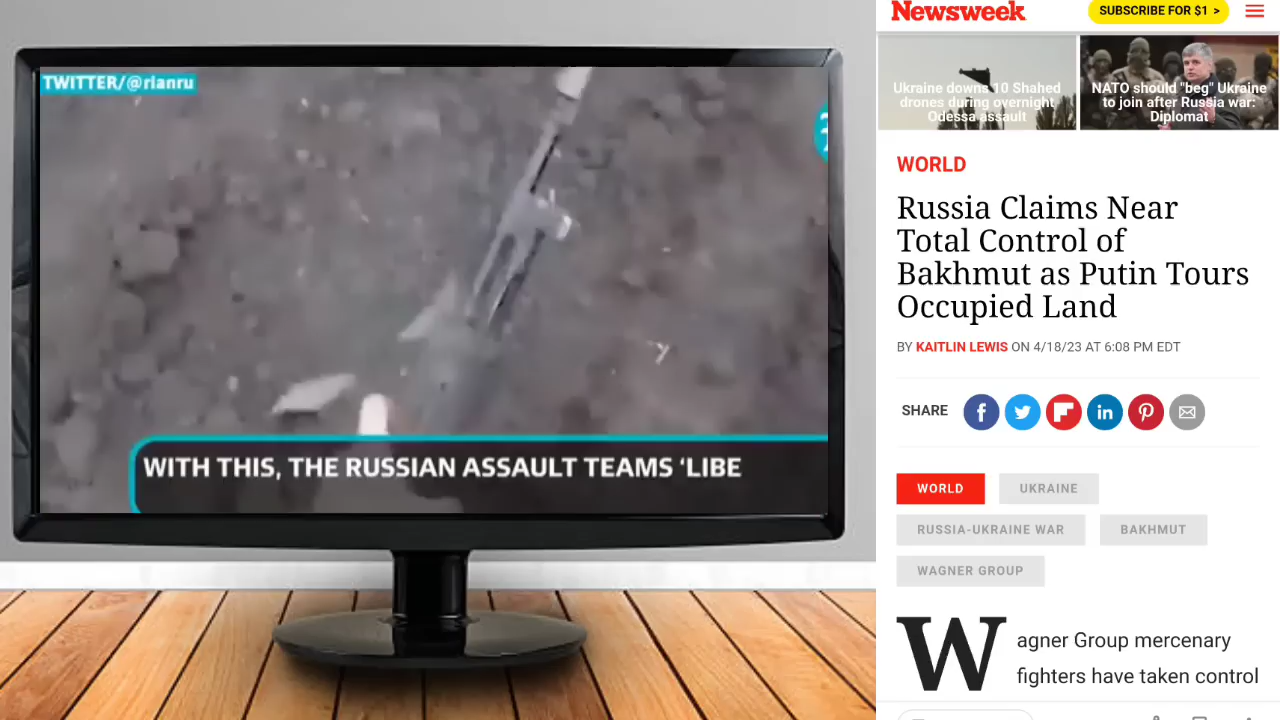 TWITTER/@rianru
WITH THIS, THE RUSSIAN ASSAULT TEAMS ‘LIBE
Newsweek
SUBSCRIBE FOR $1 >
Ukraine downs 10 Shahed
drones during overnight
Odessa assault
NATO should "beg" Ukraine
to join after Russia war:
Diplomat
WORLD
Russia Claims Near
Total Control of
Bakhmut as Putin Tours
Occupied Land
BY KAITLIN LEWIS ON 4/18/23 AT 6:08 PM EDT
SHARE
WORLD
UKRAINE
RUSSIA-UKRAINE WAR
BAKHMUT
WAGNER GROUP
Wagner Group mercenary
fighters have taken control